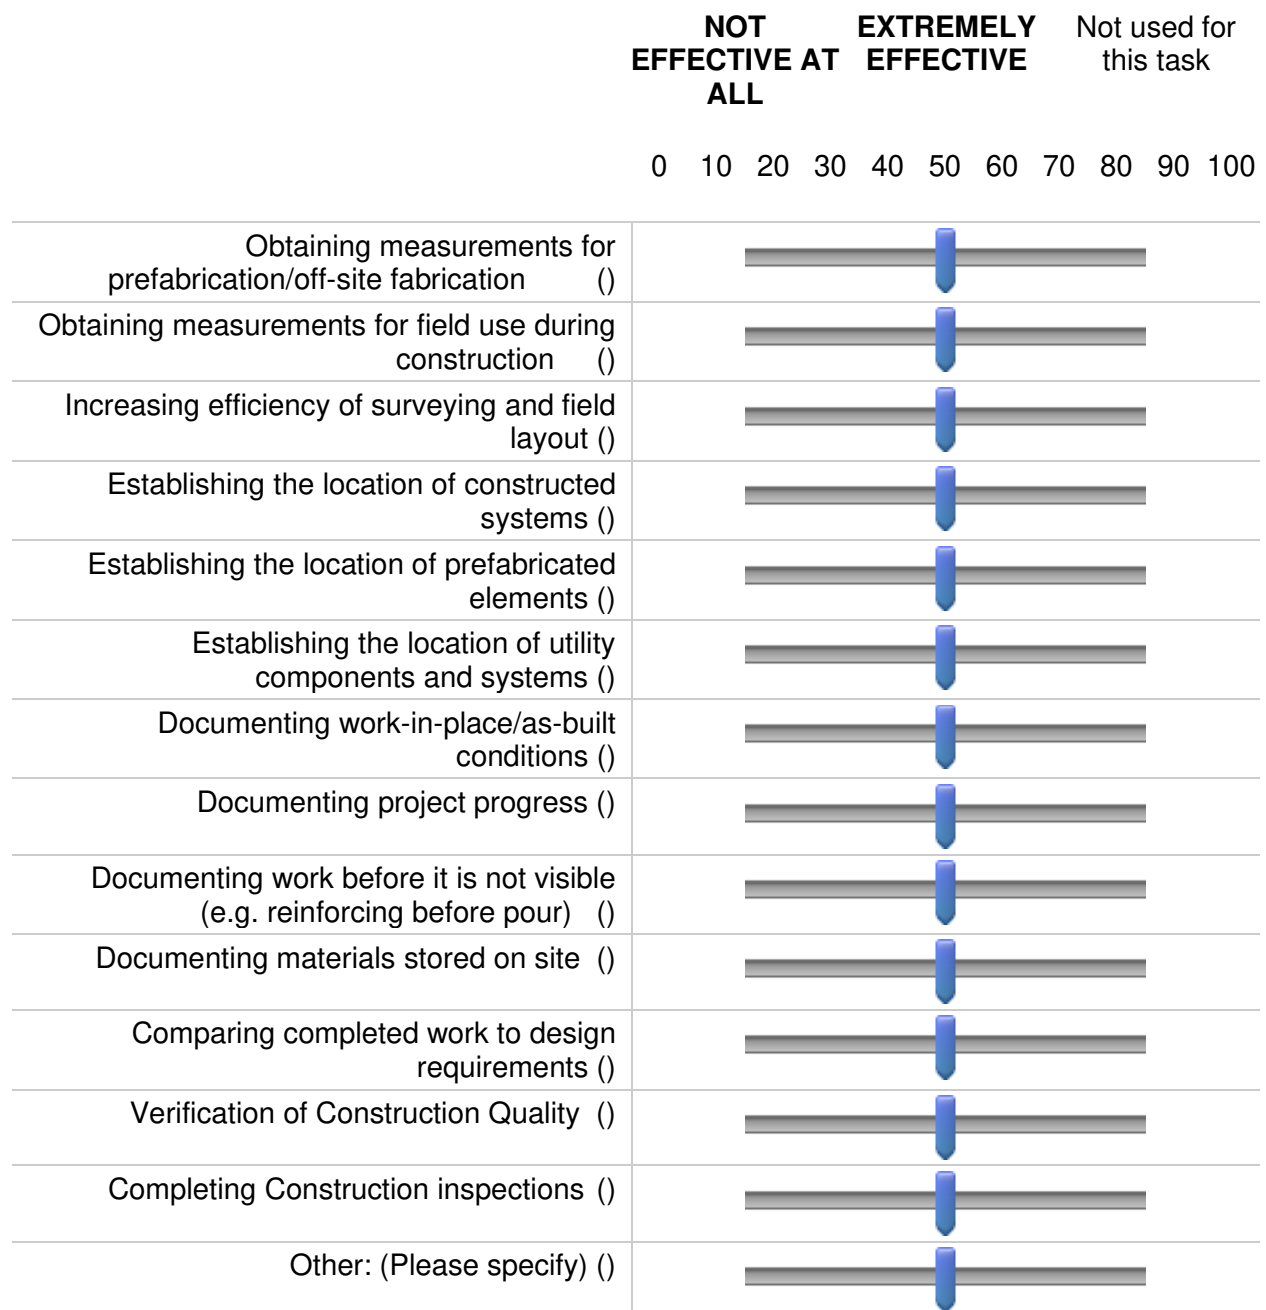 NOT EFFECTIVE AT ALL
EXTREMELY EFFECTIVE
Not used for this task
0 10 20 30 40 50 60 70 80 90 100
Obtaining measurements for
prefabrication/off-site fabrication ()
Obtaining measurements for field use during
construction ()
Increasing efficiency of surveying and field
layout ()
Establishing the location of constructed
systems ()
Establishing the location of prefabricated
elements ()
Establishing the location of utility
components and systems ()
Documenting work-in-place/as-built
conditions ()
Documenting project progress ()
Documenting work before it is not visible
(e.g. reinforcing before pour) ()
Documenting materials stored on site ()
Comparing completed work to design
requirements ()
Verification of Construction Quality ()
Completing Construction inspections ()
Other: (Please specify) ()